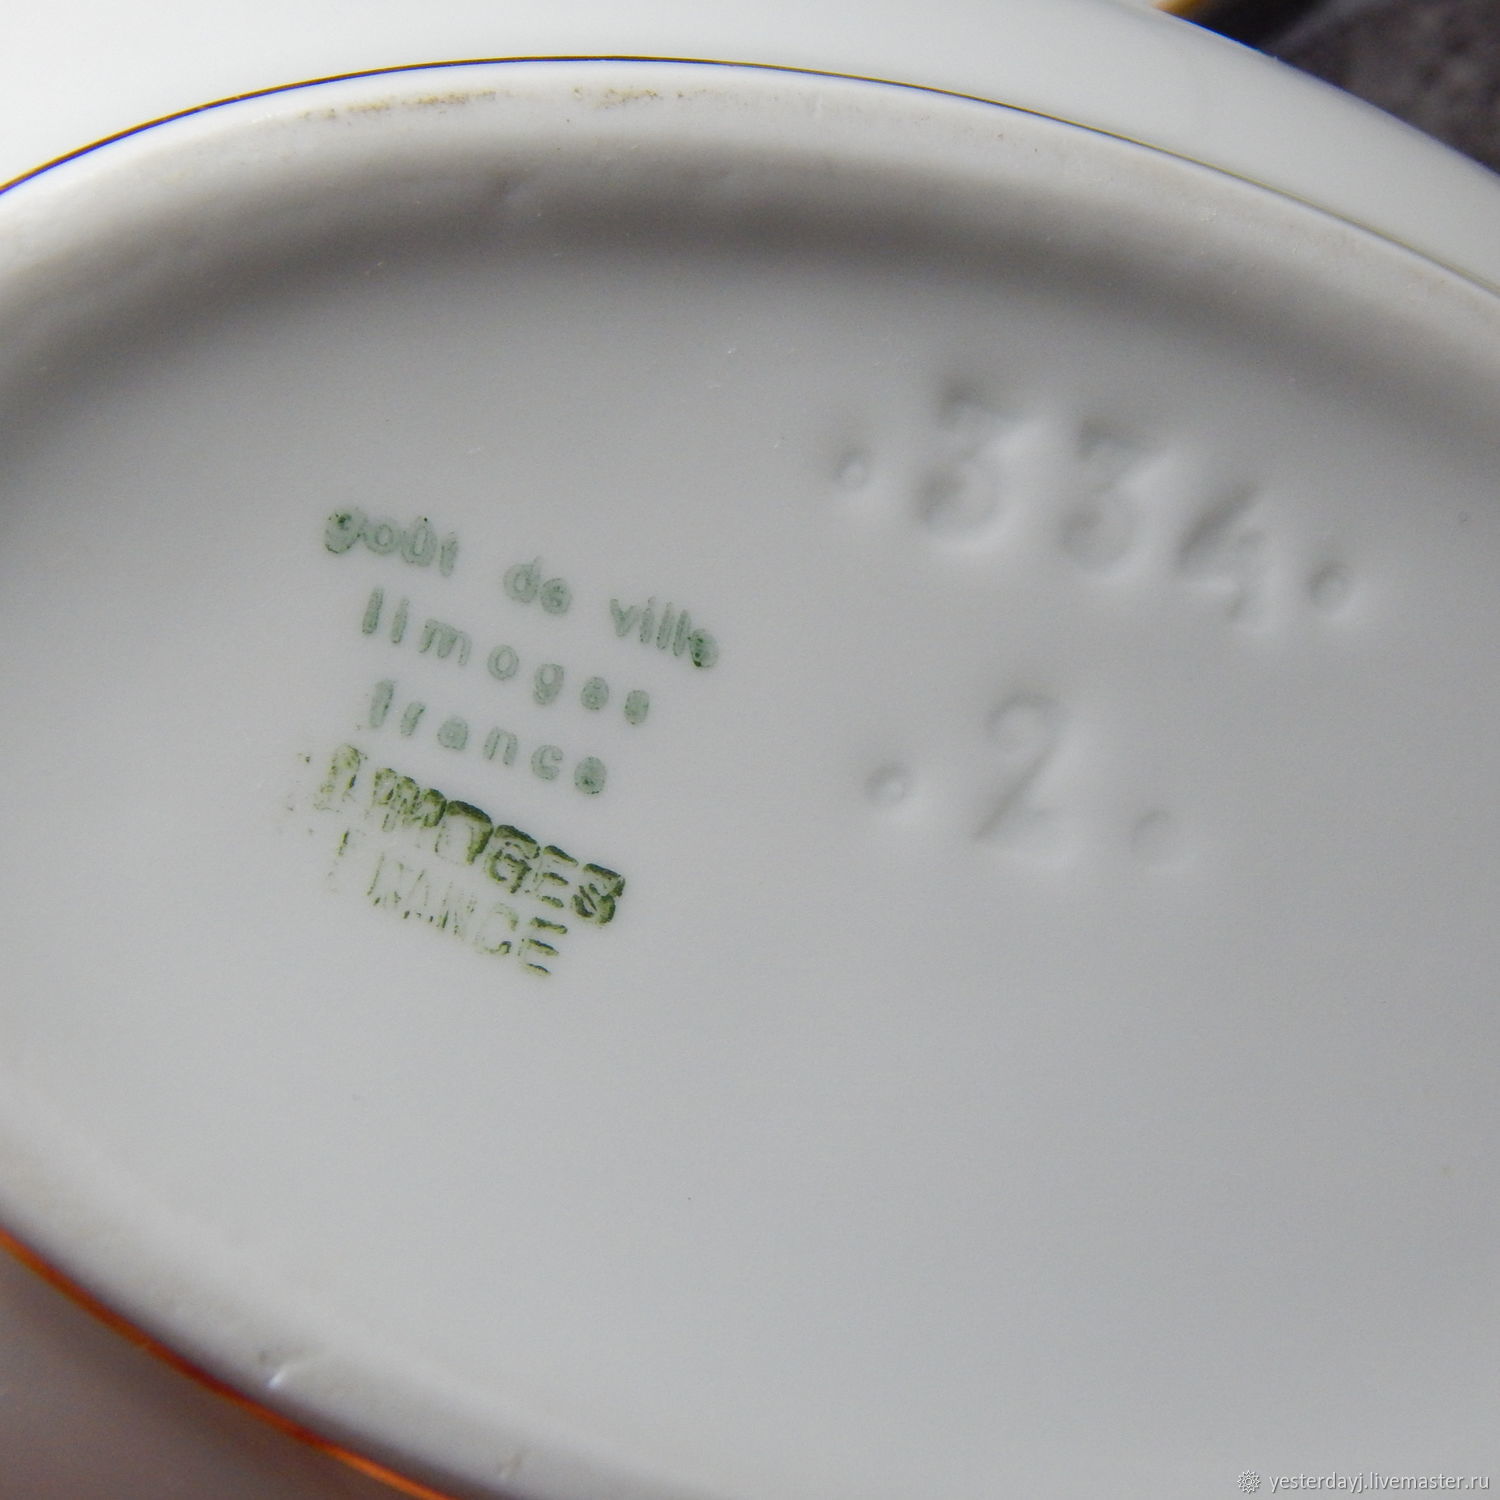 goût de ville
limoges
france
LIMOGES
FRANCE
.334.
.2.
yesterdayj.livemaster.ru